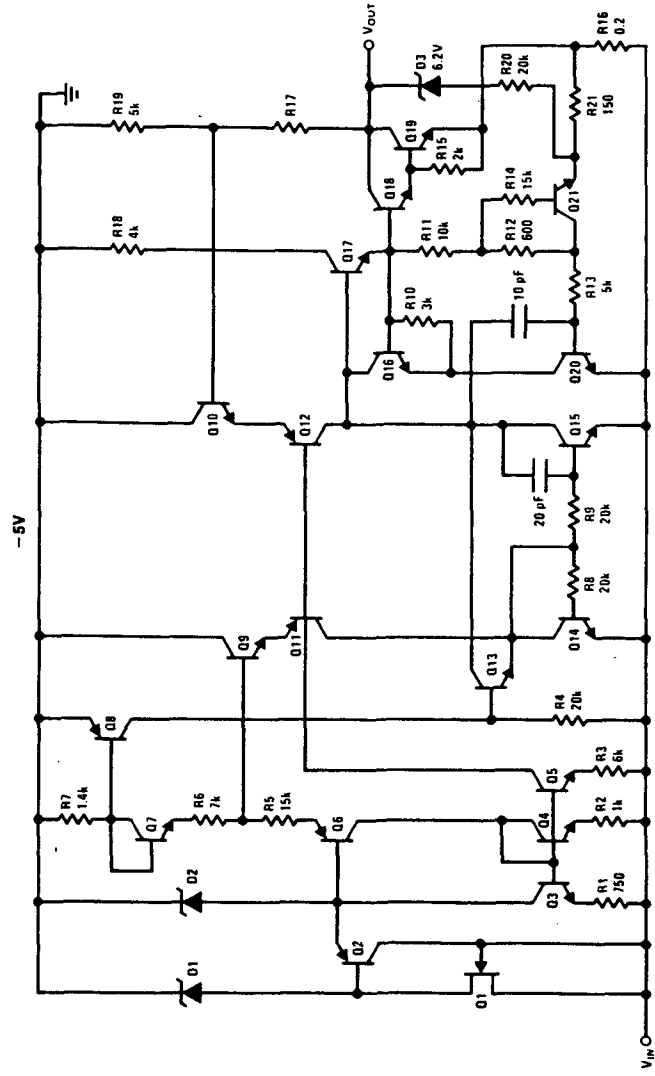 −5V
R7
1.4k
Q8
Q7
R6
7k
R5
15k
D2
D1
Q6
Q2
Q1
Q3
Q4
Q5
R1
750
R2
1k
R3
6k
R4
20k
VIN
Q9
Q11
Q13
Q14
R8
20k
R9
20k
20 pF
Q15
Q10
Q12
R18
4k
R19
5k
R17
Q17
Q16
R10
3k
10 pF
Q20
R13
5k
R11
10k
R12
600
R14
15k
Q21
Q18
Q19
R15
2k
D3
6.2V
R20
20k
R21
150
R16
0.2
VOUT